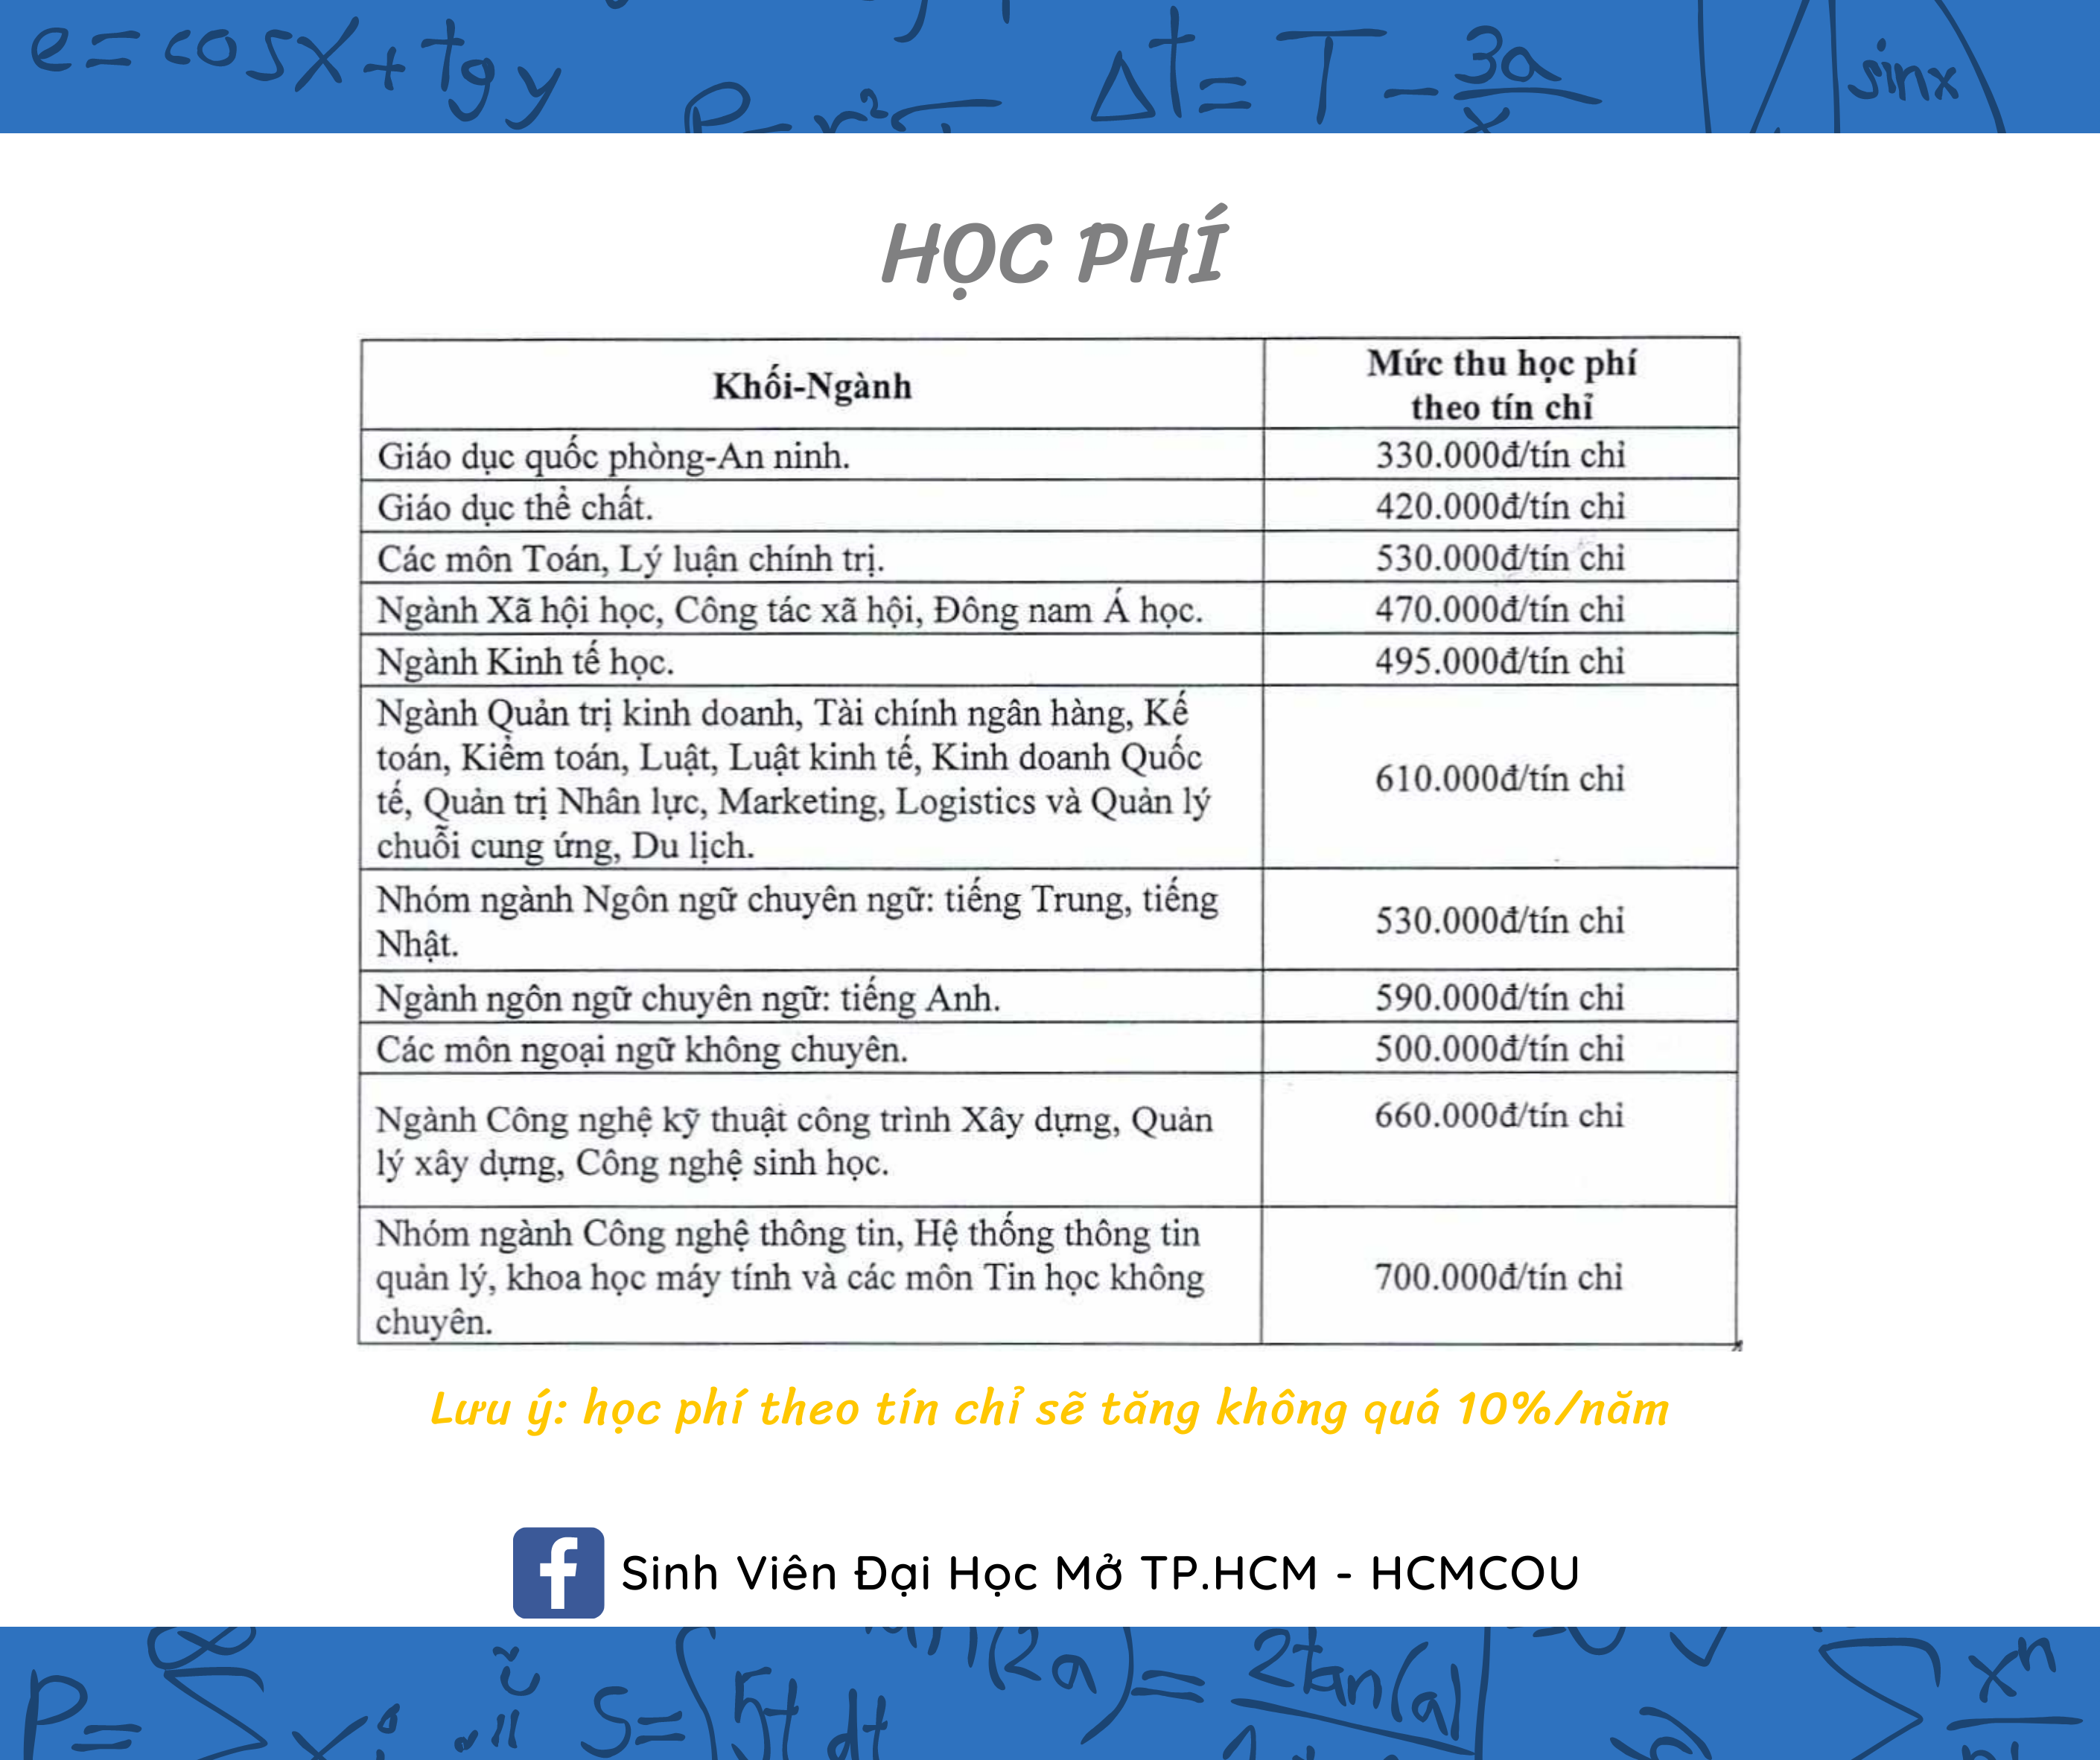 e=cosx+tgy
Δt=T-3a/x
sinx
HỌC PHÍ
Khối-Ngành
Mức thu học phí
theo tín chỉ
Giáo dục quốc phòng-An ninh.
330.000đ/tín chỉ
Giáo dục thể chất.
420.000đ/tín chỉ
Các môn Toán, Lý luận chính trị.
530.000đ/tín chỉ
Ngành Xã hội học, Công tác xã hội, Đông nam Á học.
470.000đ/tín chỉ
Ngành Kinh tế học.
495.000đ/tín chỉ
Ngành Quản trị kinh doanh, Tài chính ngân hàng, Kế
toán, Kiểm toán, Luật, Luật kinh tế, Kinh doanh Quốc
tế, Quản trị Nhân lực, Marketing, Logistics và Quản lý
chuỗi cung ứng, Du lịch.
610.000đ/tín chỉ
Nhóm ngành Ngôn ngữ chuyên ngữ: tiếng Trung, tiếng
Nhật.
530.000đ/tín chỉ
Ngành ngôn ngữ chuyên ngữ: tiếng Anh.
590.000đ/tín chỉ
Các môn ngoại ngữ không chuyên.
500.000đ/tín chỉ
Ngành Công nghệ kỹ thuật công trình Xây dựng, Quản
lý xây dựng, Công nghệ sinh học.
660.000đ/tín chỉ
Nhóm ngành Công nghệ thông tin, Hệ thống thông tin
quản lý, khoa học máy tính và các môn Tin học không
chuyên.
700.000đ/tín chỉ
Lưu ý: học phí theo tín chỉ sẽ tăng không quá 10%/năm
f Sinh Viên Đại Học Mở TP.HCM - HCMCOU